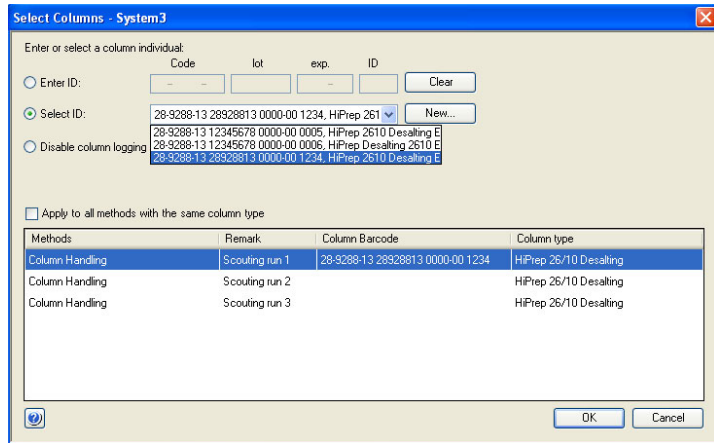 Select Columns - System3
Enter or select a column individual:
Code lot exp. ID
Enter ID: - - - Clear
Select ID: 28-9288-13 28928813 0000-00 1234, HiPrep 261 New...
28-9288-13 12345678 0000-00 0005, HiPrep 2610 Desalting E
Disable column logging 28-9288-13 12345678 0000-00 0006, HiPrep Desalting 2610 E
28-9288-13 28928813 0000-00 1234, HiPrep 2610 Desalting E
Apply to all methods with the same column type
Methods Remark Column Barcode Column type
Column Handling Scouting run 1 28-9288-13 28928813 0000-00 1234 HiPrep 26/10 Desalting
Column Handling Scouting run 2 HiPrep 26/10 Desalting
Column Handling Scouting run 3 HiPrep 26/10 Desalting
? OK Cancel